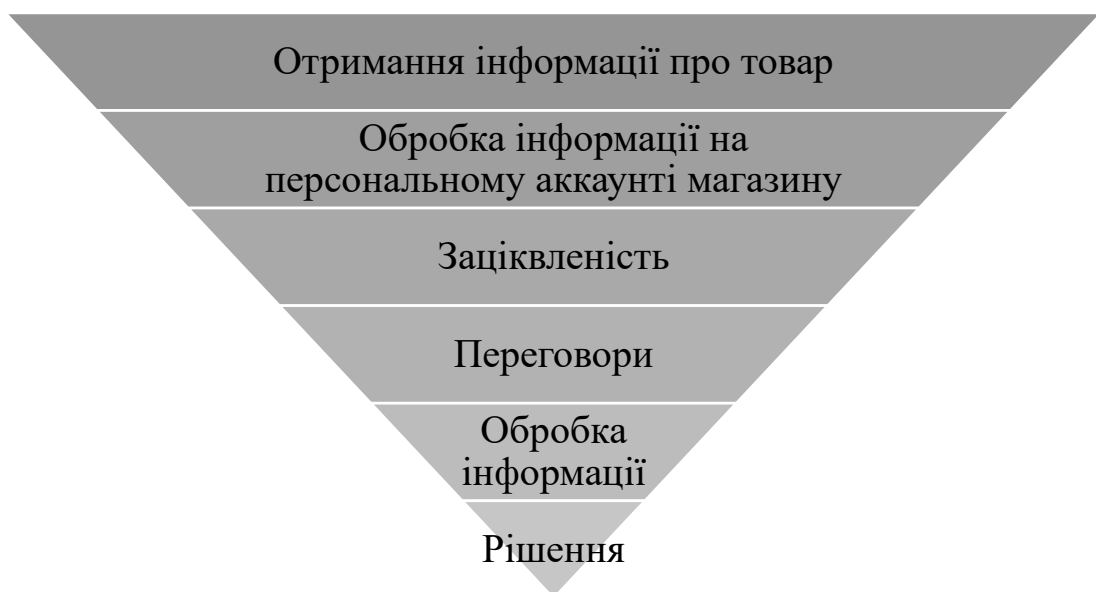 Отримання інформації про товар
Обробка інформації на
персональному аккаунті магазину
Заціквленість
Переговори
Обробка
інформації
Рішення